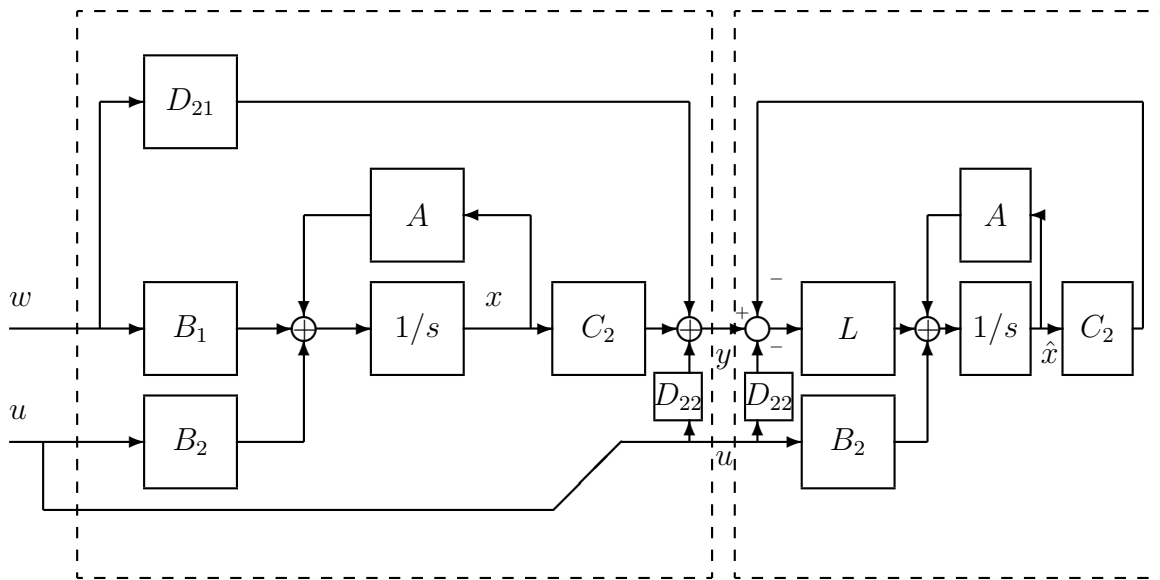 D₂₁
A
A
w
x
B₁
+
1/s
C₂
+
+
−
L
+
1/s
x̂
C₂
y
−
u
D₂₂
D₂₂
B₂
B₂
u